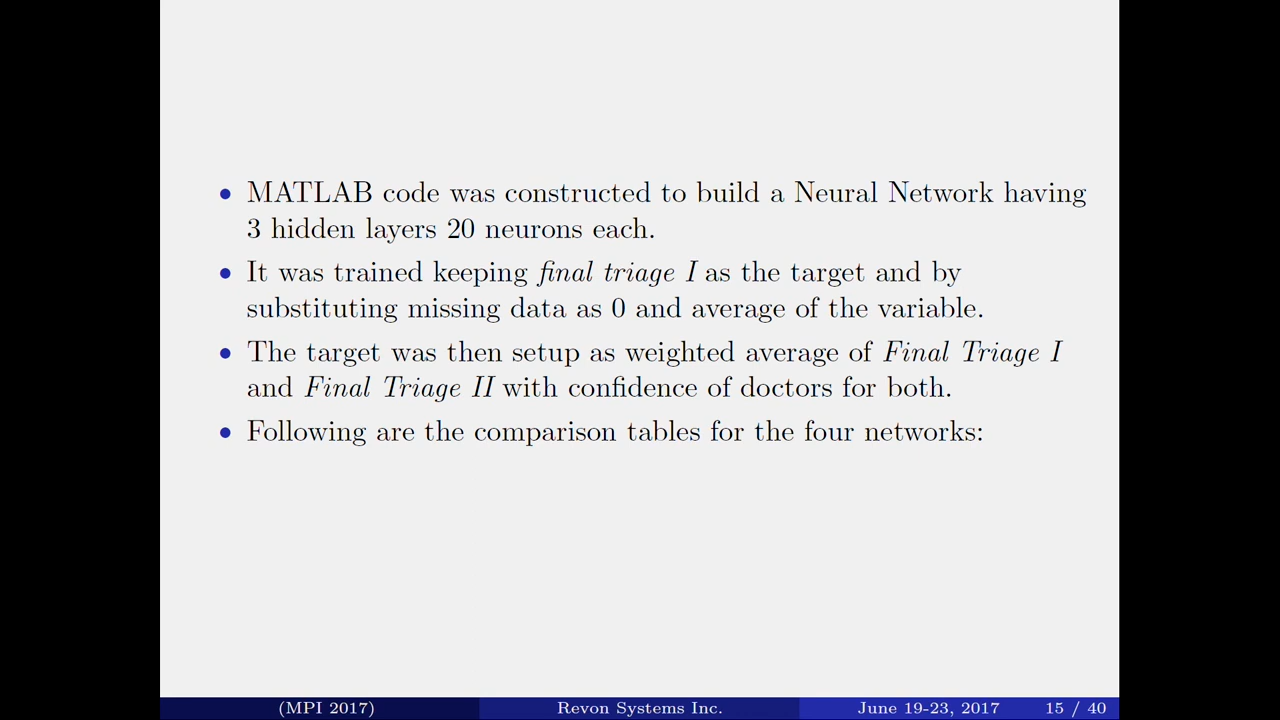 • MATLAB code was constructed to build a Neural Network having
3 hidden layers 20 neurons each.
• It was trained keeping final triage I as the target and by
substituting missing data as 0 and average of the variable.
• The target was then setup as weighted average of Final Triage I
and Final Triage II with confidence of doctors for both.
• Following are the comparison tables for the four networks:
(MPI 2017) Revon Systems Inc. June 19-23, 2017 15 / 40